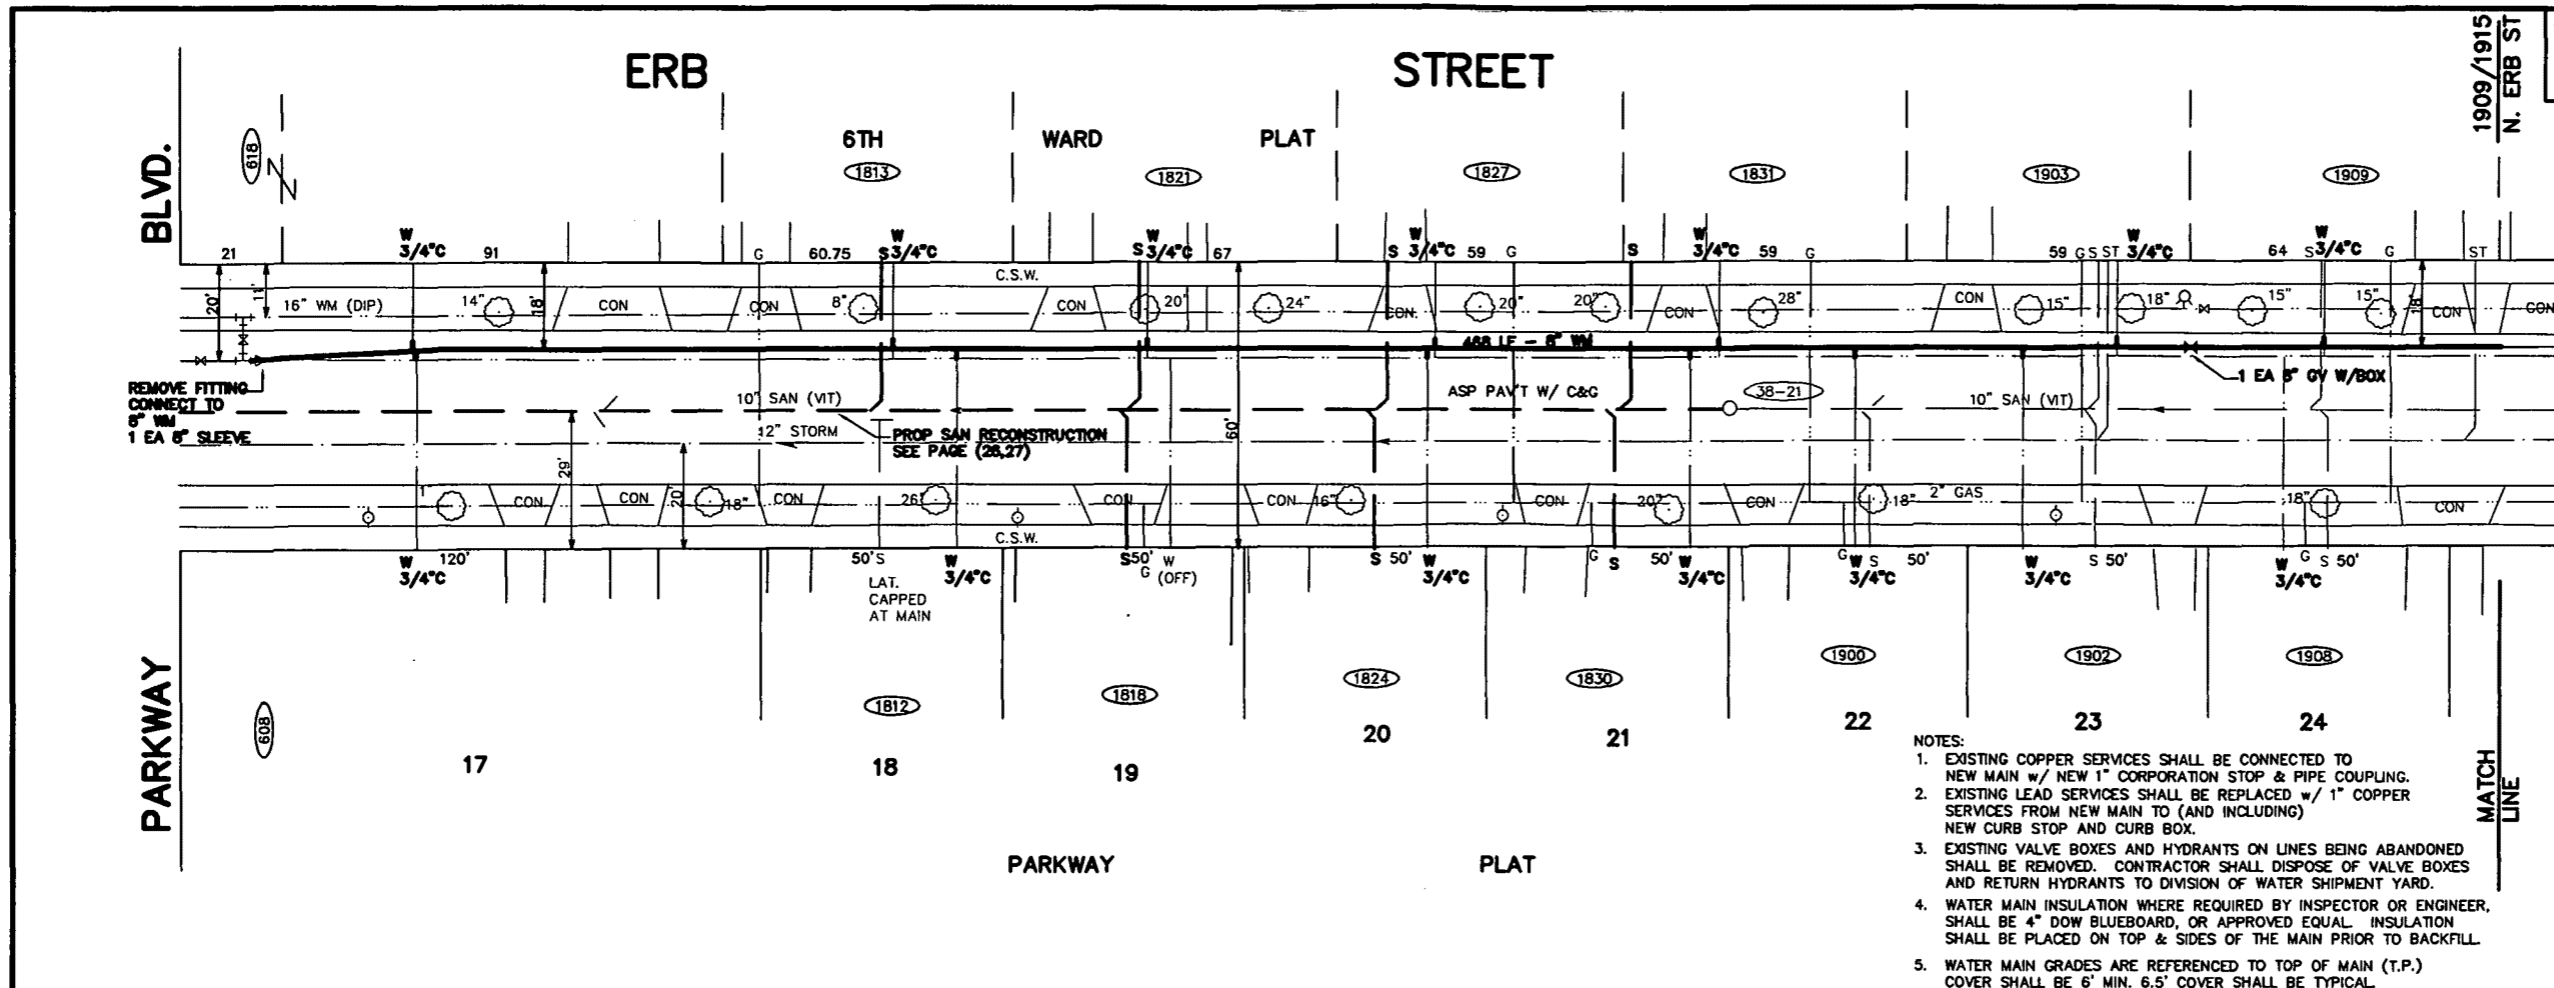 ERB STREET
1909/1915
N. ERB ST
BLVD.
618
N
6TH WARD PLAT
1813
1821
1827
1831
1903
1909
W
3/4"C
S
W
3/4"C
S
W
3/4"C
S
W
3/4"C
S
W
3/4"C
W
3/4"C
W
3/4"C
21
91
G
60.75
67
59
G
59
G
59
G
S
ST
64
S
G
ST
C.S.W.
20'
11'
16" WM (DIP)
14"
18'
CON
CON
8"
CON
20"
24"
CON
20"
20"
CON
28"
CON
15"
18"
15"
15"
18'
CON
CON
468 LF - 8" WM
REMOVE FITTING
CONNECT TO
8" WM
1 EA 8" SLEEVE
10" SAN (VIT)
12" STORM
PROP SAN RECONSTRUCTION
SEE PAGE (26,27)
60'
ASP PAV'T W/ C&G
38-21
10" SAN (VIT)
1 EA 8" GV W/BOX
29'
20'
1"
CON
CON
18"
CON
26"
CON
CON
16"
CON
20"
CON
18"
2" GAS
18"
CON
C.S.W.
W
3/4"C
120'
50'
S
LAT.
CAPPED
AT MAIN
W
3/4"C
S
50'
G
W
(OFF)
S
50'
W
3/4"C
G
S
50'
W
3/4"C
G
W
3/4"C
S
50'
W
3/4"C
S
50'
W
3/4"C
G
S
50'
PARKWAY
608
1812
1818
1824
1830
1900
1902
1908
17
18
19
20
21
22
23
24
PARKWAY PLAT
MATCH
LINE
NOTES:
1. EXISTING COPPER SERVICES SHALL BE CONNECTED TO
NEW MAIN w/ NEW 1" CORPORATION STOP & PIPE COUPLING.
2. EXISTING LEAD SERVICES SHALL BE REPLACED w/ 1" COPPER
SERVICES FROM NEW MAIN TO (AND INCLUDING)
NEW CURB STOP AND CURB BOX.
3. EXISTING VALVE BOXES AND HYDRANTS ON LINES BEING ABANDONED
SHALL BE REMOVED. CONTRACTOR SHALL DISPOSE OF VALVE BOXES
AND RETURN HYDRANTS TO DIVISION OF WATER SHIPMENT YARD.
4. WATER MAIN INSULATION WHERE REQUIRED BY INSPECTOR OR ENGINEER,
SHALL BE 4" DOW BLUEBOARD, OR APPROVED EQUAL. INSULATION
SHALL BE PLACED ON TOP & SIDES OF THE MAIN PRIOR TO BACKFILL.
5. WATER MAIN GRADES ARE REFERENCED TO TOP OF MAIN (T.P.)
COVER SHALL BE 6' MIN. 6.5' COVER SHALL BE TYPICAL.